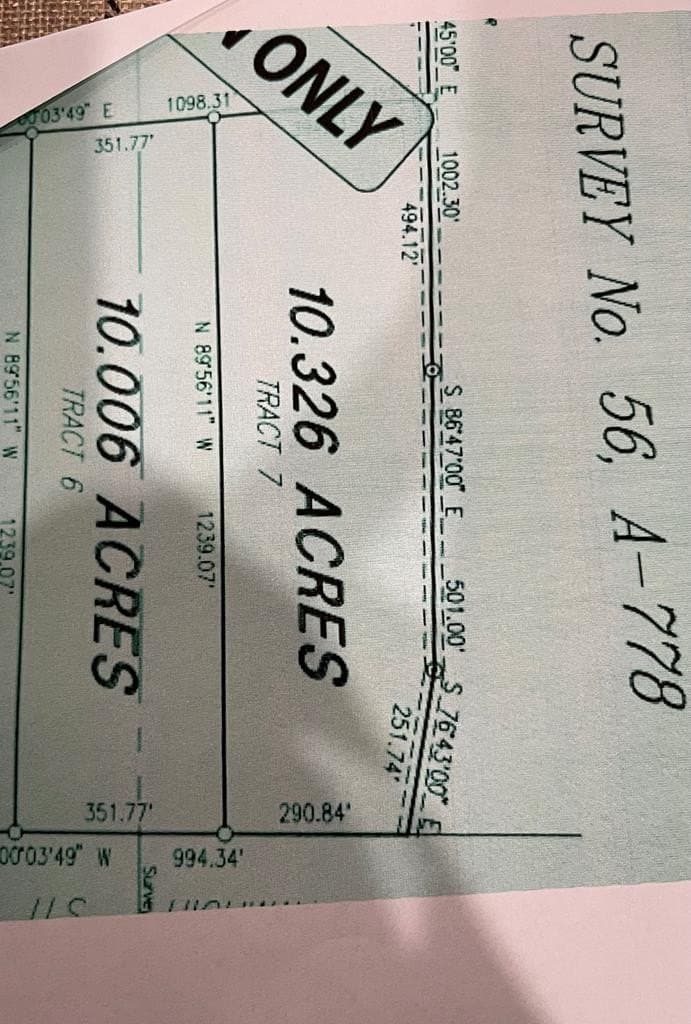 SURVEY No. 56, A-778
45'00" E 1002.30' S 86°47'00" E 501.00' S 76°43'00" E
494.12' 251.74'
ONLY
10.326 ACRES
TRACT 7
290.84'
1098.31'
N 89°56'11" W 1239.07'
994.34'
351.77' 351.77'
10.006 ACRES
TRACT 6
03'49" E
00°03'49" W
N 89°56'11" W 1239.07'
Surve